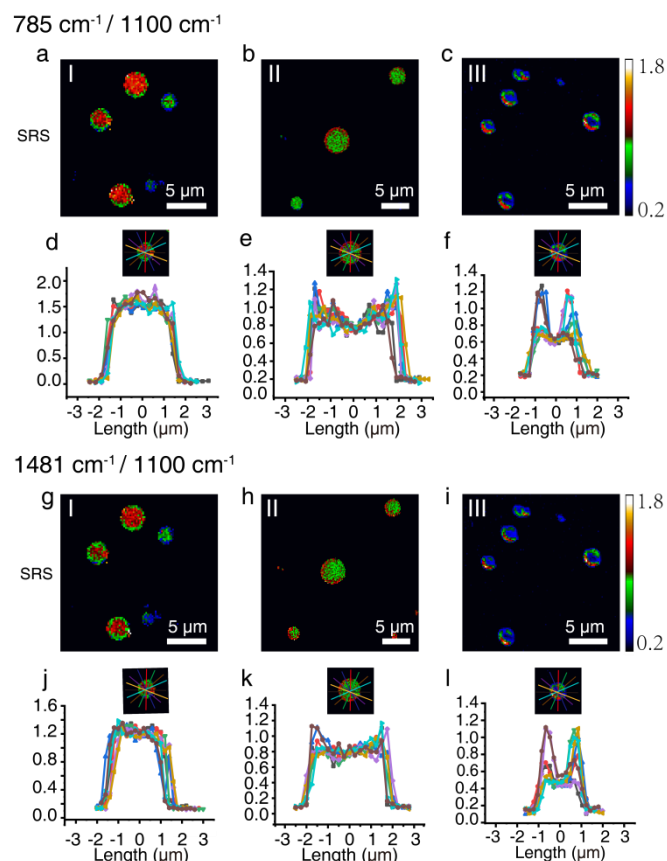 785 cm⁻¹ / 1100 cm⁻¹
a b c
I II III 1.8
SRS
5 µm 5 µm 5 µm 0.2
d e f
2.0 1.5 1.0 0.5 0.0
1.4 1.2 1.0 0.8 0.6 0.4 0.2 0.0
1.4 1.2 1.0 0.8 0.6 0.4 0.2 0.0
-3 -2 -1 0 1 2 3 -3 -2 -1 0 1 2 3 -3 -2 -1 0 1 2 3
Length (µm) Length (µm) Length (µm)
1481 cm⁻¹ / 1100 cm⁻¹
g h i
I II III 1.8
SRS
5 µm 5 µm 5 µm 0.2
j k l
1.6 1.2 0.8 0.4 0.0
1.4 1.2 1.0 0.8 0.6 0.4 0.2 0.0
1.4 1.2 1.0 0.8 0.6 0.4 0.2 0.0
-3 -2 -1 0 1 2 3 -3 -2 -1 0 1 2 3 -3 -2 -1 0 1 2 3
Length (µm) Length (µm) Length (µm)